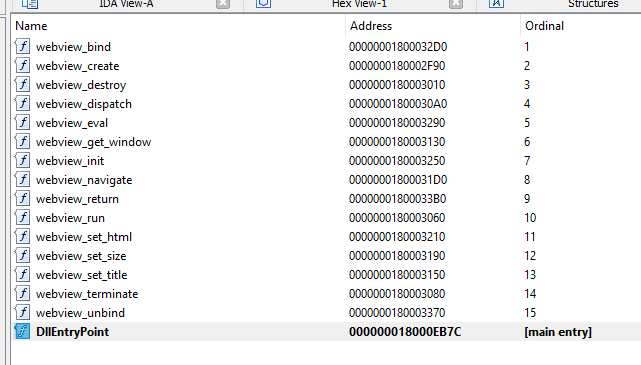 IDA View-A Hex View-1 Structures
Name Address Ordinal
webview_bind 00000001800032D0 1
webview_create 0000000180002F90 2
webview_destroy 0000000180003010 3
webview_dispatch 00000001800030A0 4
webview_eval 0000000180003290 5
webview_get_window 0000000180003130 6
webview_init 0000000180003250 7
webview_navigate 00000001800031D0 8
webview_return 00000001800033B0 9
webview_run 0000000180003060 10
webview_set_html 0000000180003210 11
webview_set_size 0000000180003190 12
webview_set_title 0000000180003150 13
webview_terminate 0000000180003080 14
webview_unbind 0000000180003370 15
DllEntryPoint 000000018000EB7C [main entry]